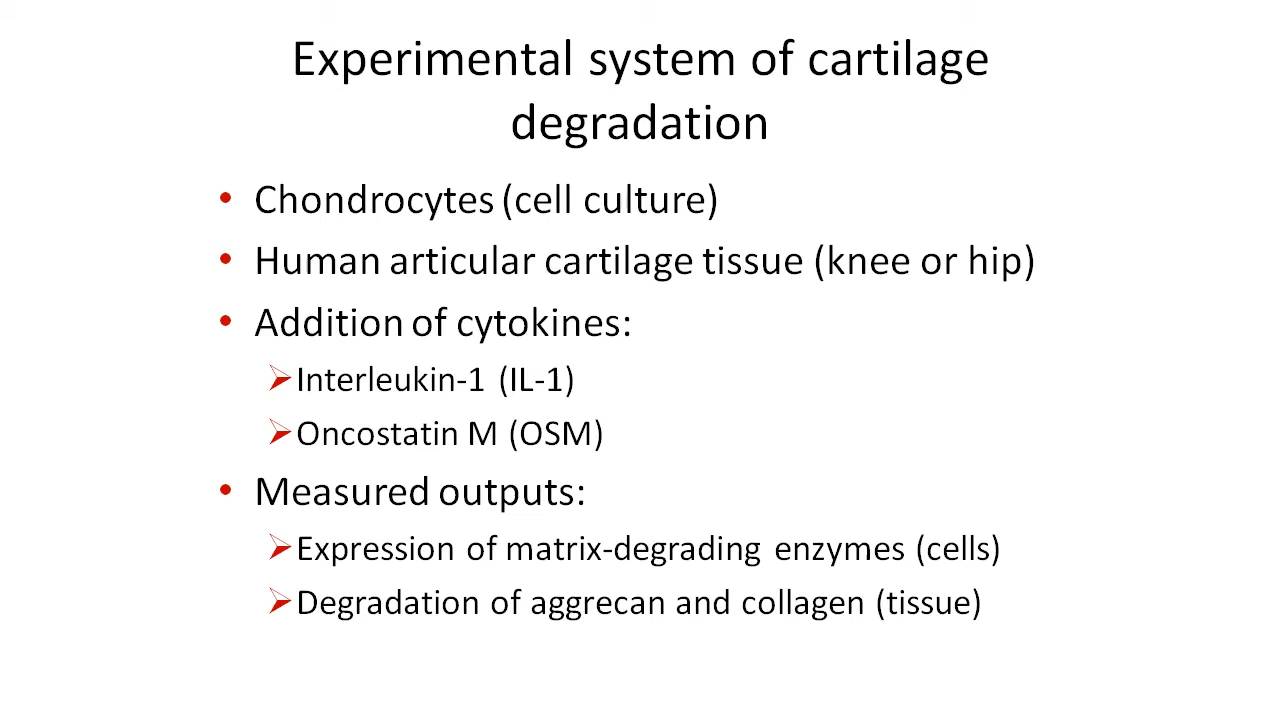 Experimental system of cartilage
degradation
• Chondrocytes (cell culture)
• Human articular cartilage tissue (knee or hip)
• Addition of cytokines:
➢Interleukin-1 (IL-1)
➢Oncostatin M (OSM)
• Measured outputs:
➢Expression of matrix-degrading enzymes (cells)
➢Degradation of aggrecan and collagen (tissue)